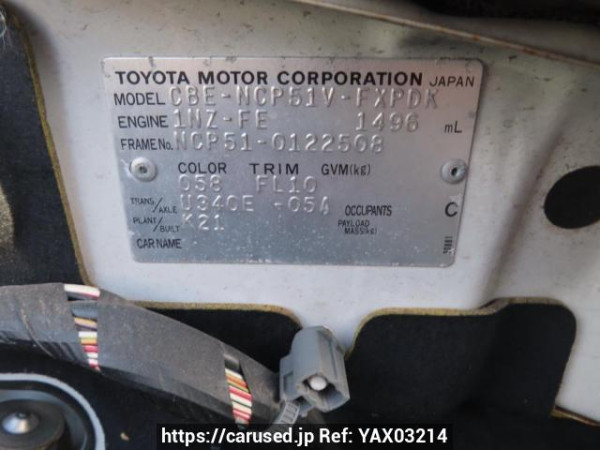 TOYOTA MOTOR CORPORATION JAPAN
MODEL CBE-NCP51V-FXPDK
ENGINE 1NZ-FE 1496 mL
FRAME No. NCP51-0122508
COLOR TRIM GVM(kg)
058 FL10
TRANS/AXLE U340E -05A OCCUPANTS C
PLANT/BUILT K21 PAYLOAD MASS(kg)
CAR NAME
https://carused.jp Ref: YAX03214